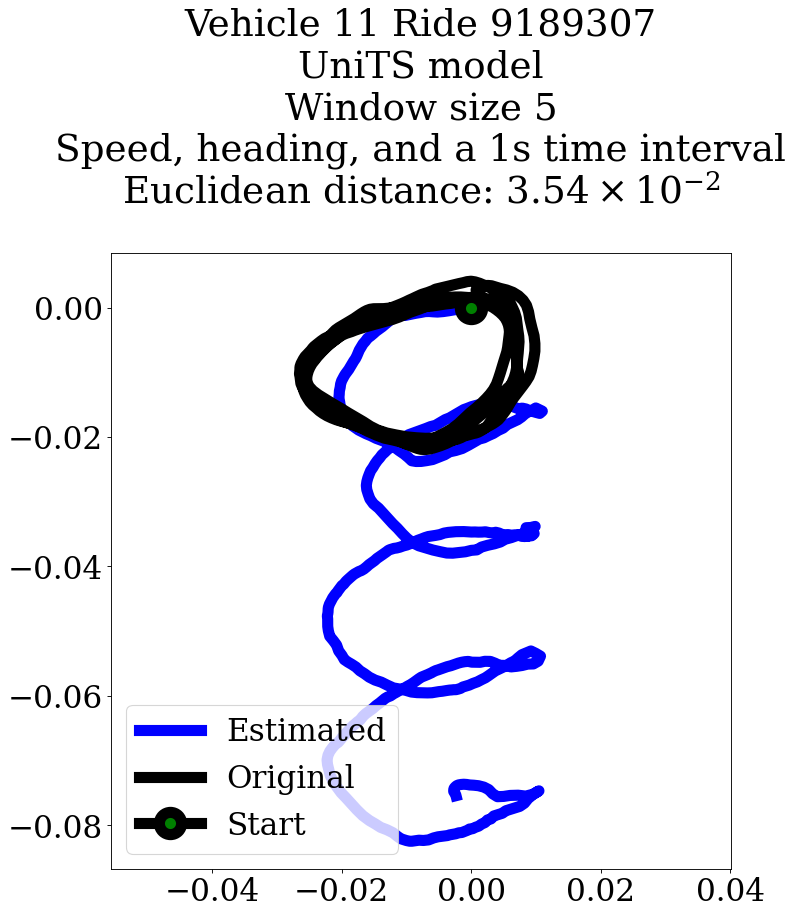 Vehicle 11 Ride 9189307
UniTS model
Window size 5
Speed, heading, and a 1s time interval
Euclidean distance: 3.54 × 10⁻²
0.00
−0.02
−0.04
−0.06
−0.08
Estimated
Original
Start
−0.04 −0.02 0.00 0.02 0.04